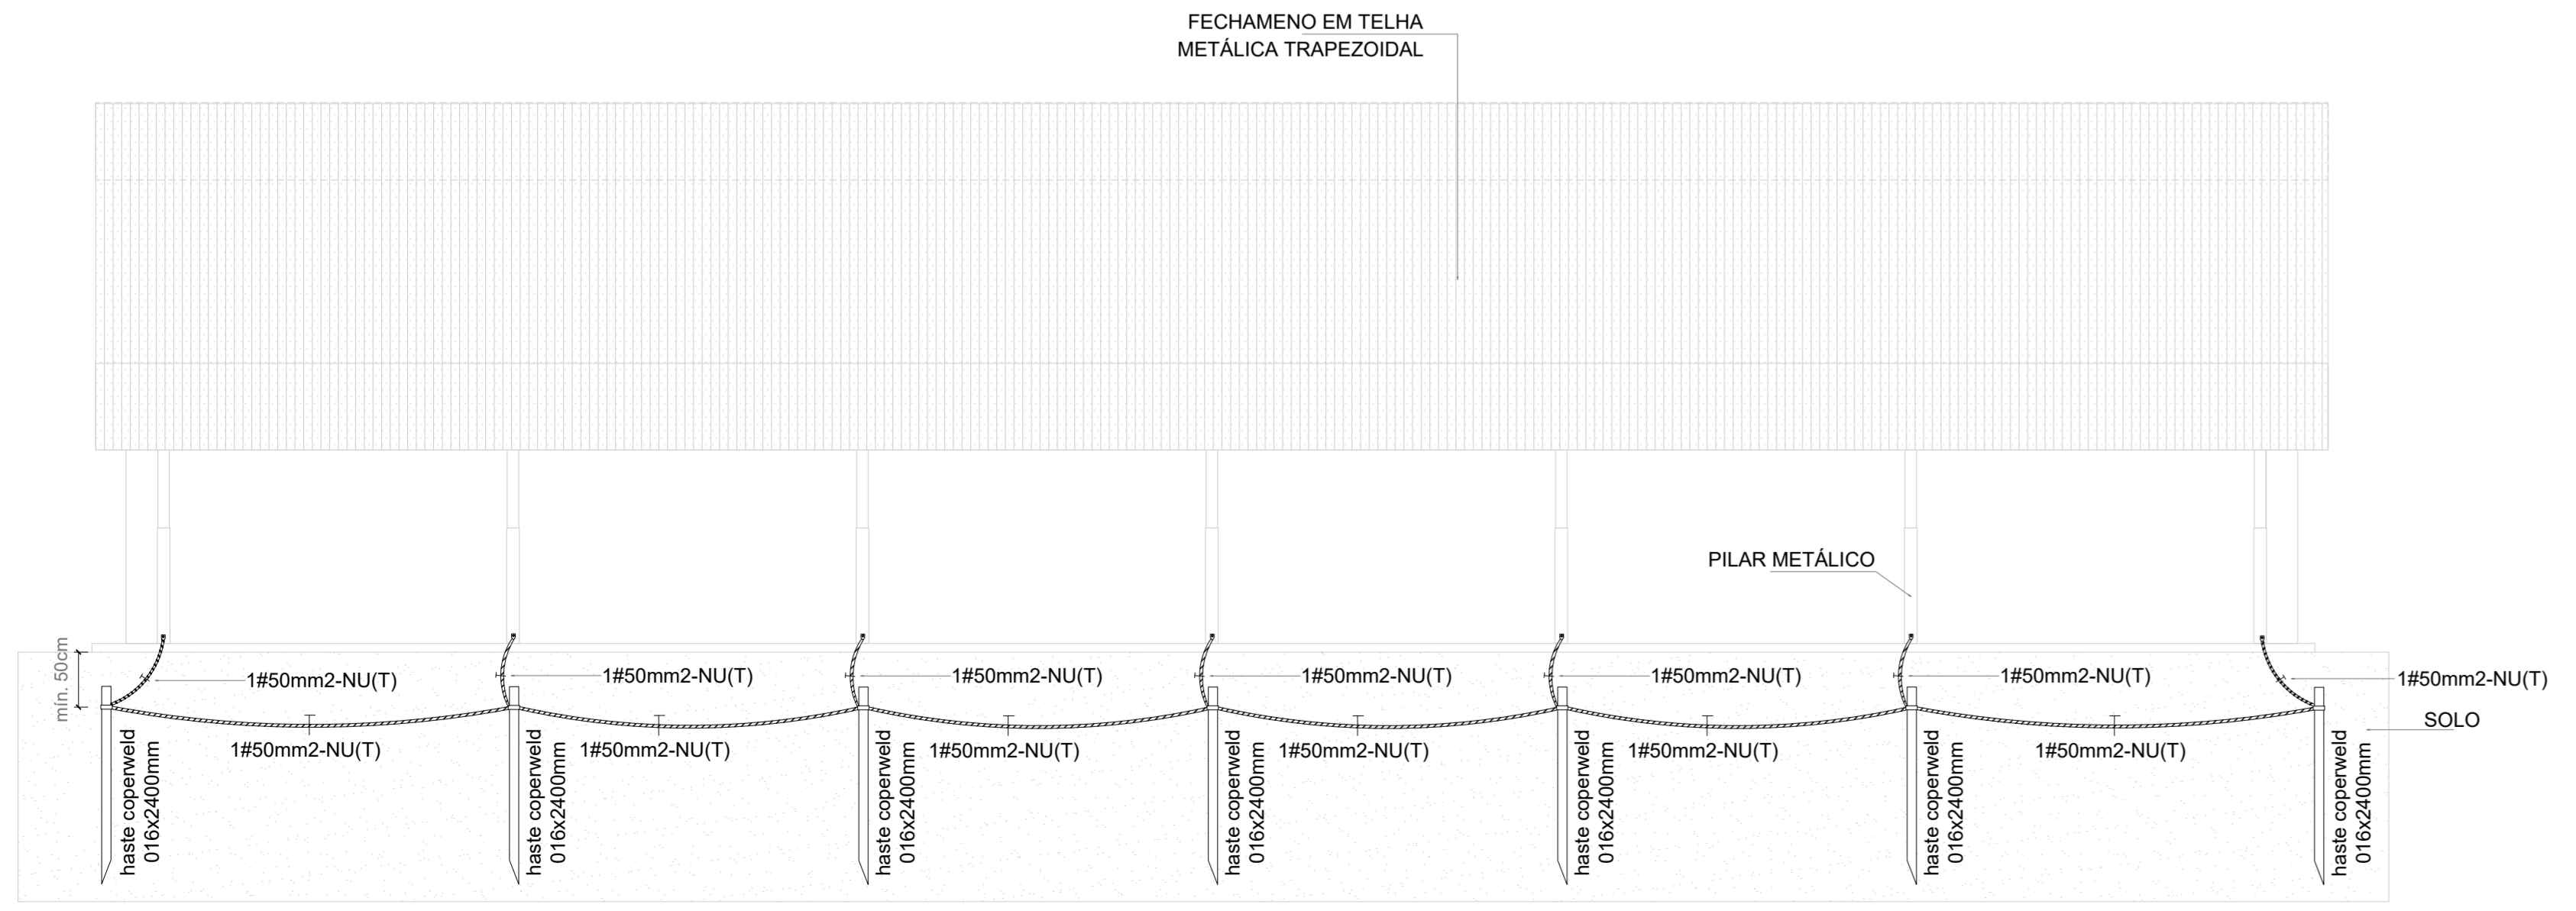 FECHAMENO EM TELHA
METÁLICA TRAPEZOIDAL
PILAR METÁLICO
mín. 50cm
1#50mm2-NU(T)
1#50mm2-NU(T)
1#50mm2-NU(T)
1#50mm2-NU(T)
1#50mm2-NU(T)
1#50mm2-NU(T)
1#50mm2-NU(T)
SOLO
1#50mm2-NU(T)
1#50mm2-NU(T)
1#50mm2-NU(T)
1#50mm2-NU(T)
1#50mm2-NU(T)
1#50mm2-NU(T)
haste coperweld
016x2400mm
haste coperweld
016x2400mm
haste coperweld
016x2400mm
haste coperweld
016x2400mm
haste coperweld
016x2400mm
haste coperweld
016x2400mm
haste coperweld
016x2400mm